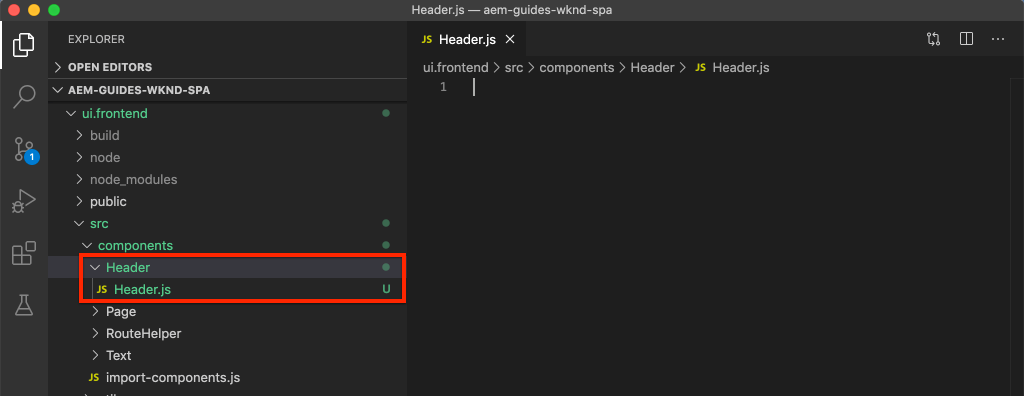 Header.js — aem-guides-wknd-spa
EXPLORER
OPEN EDITORS
AEM-GUIDES-WKND-SPA
ui.frontend
build
node
node_modules
public
src
components
Header
JS Header.js U
Page
RouteHelper
Text
JS import-components.js
1
JS Header.js
ui.frontend > src > components > Header > JS Header.js
1